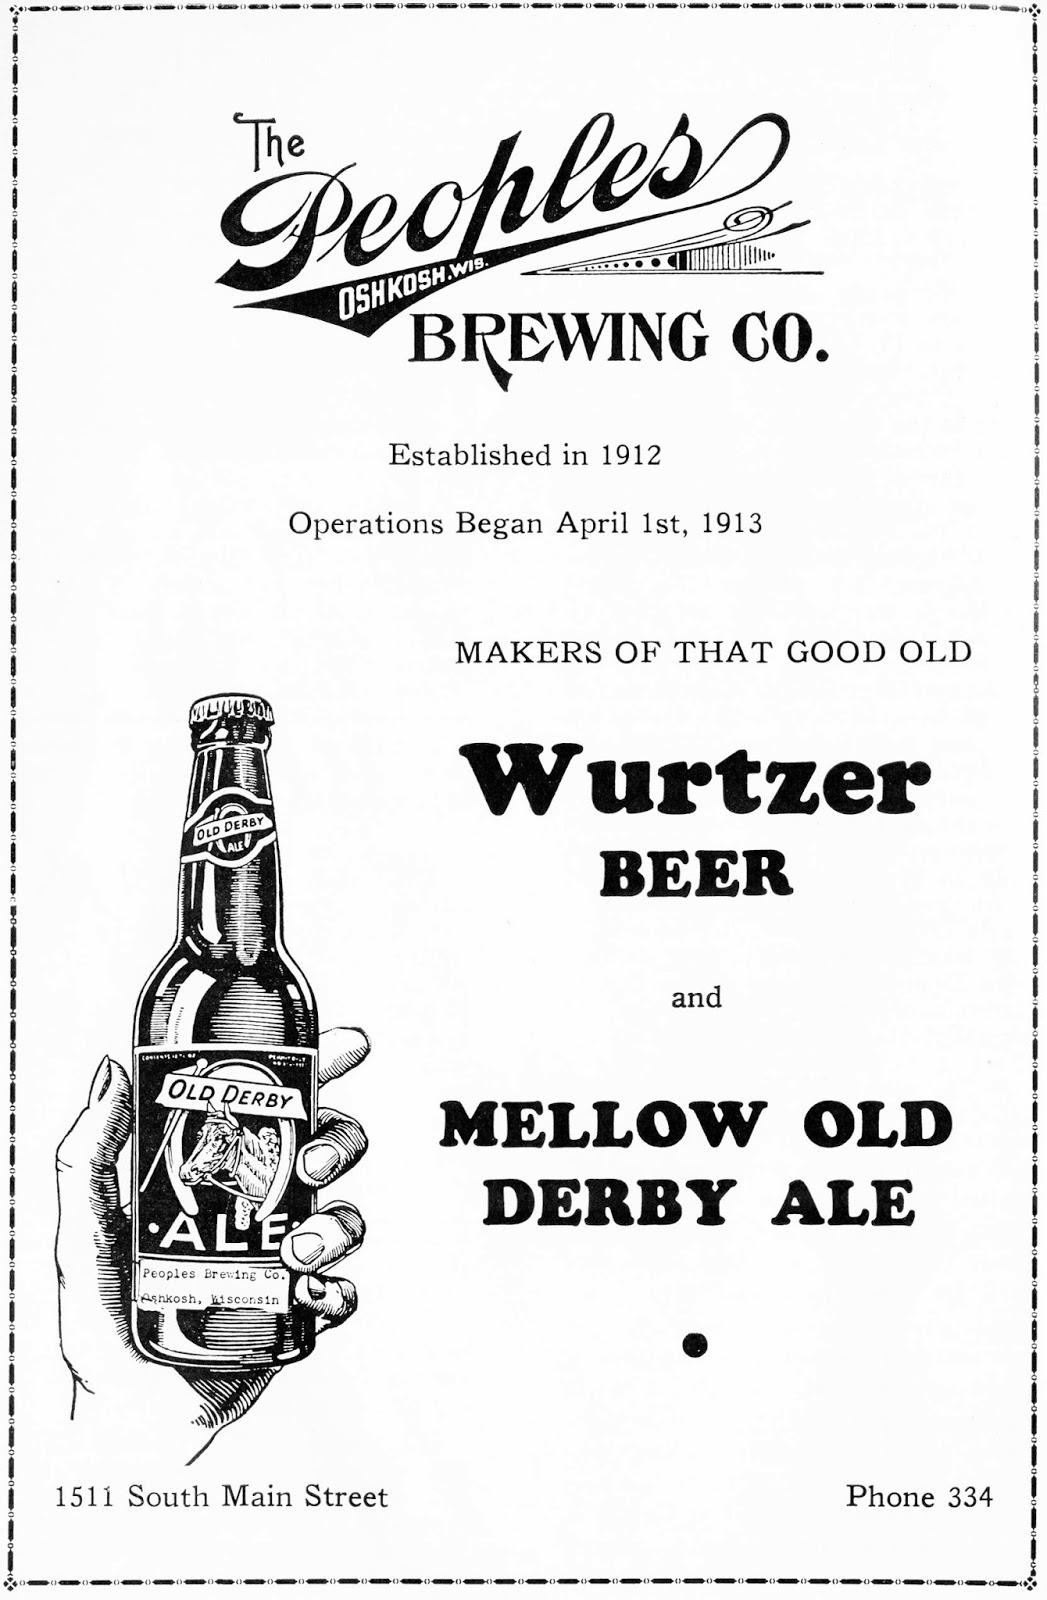 The
Peoples
OSHKOSH. WIS.
BREWING CO.
Established in 1912
Operations Began April 1st, 1913
MAKERS OF THAT GOOD OLD
Wurtzer
BEER
and
MELLOW OLD
DERBY ALE
OLD DERBY
ALE
OLD DERBY
ALE
Peoples Brewing Co.
Oshkosh, Wisconsin
1511 South Main Street
Phone 334